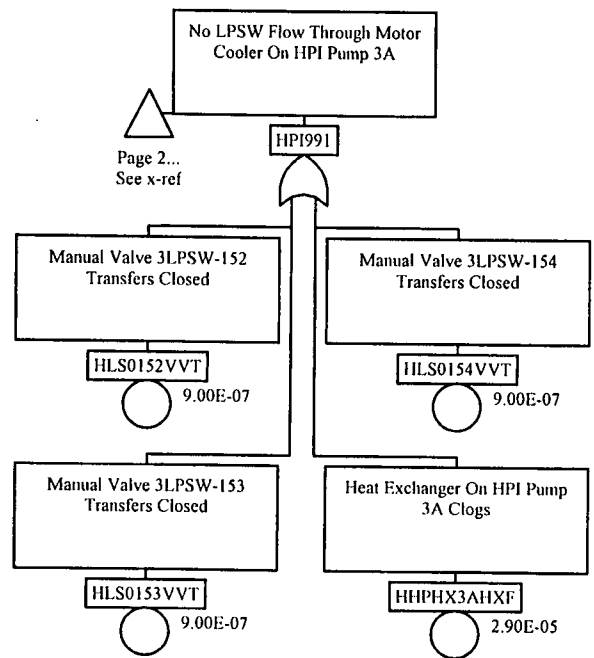 No LPSW Flow Through Motor
Cooler On HPI Pump 3A
HPI991
Page 2...
See x-ref
Manual Valve 3LPSW-152
Transfers Closed
HLS0152VVT
9.00E-07
Manual Valve 3LPSW-154
Transfers Closed
HLS0154VVT
9.00E-07
Manual Valve 3LPSW-153
Transfers Closed
HLS0153VVT
9.00E-07
Heat Exchanger On HPI Pump
3A Clogs
HHPHX3AHXF
2.90E-05